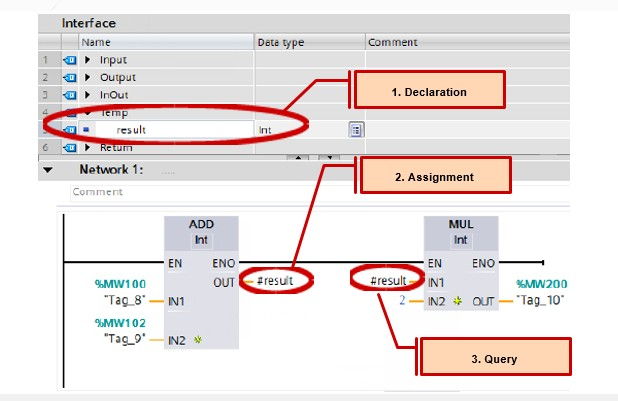 Interface
Name Data type Comment
1 Input
2 Output
3 InOut
4 Temp
5 result Int
6 Return
1. Declaration
Network 1: .....
Comment
2. Assignment
ADD
Int
EN ENO
%MW100
"Tag_8" IN1
OUT #result
%MW102
"Tag_9" IN2
MUL
Int
EN ENO
#result IN1
2 IN2 OUT
%MW200
"Tag_10"
3. Query